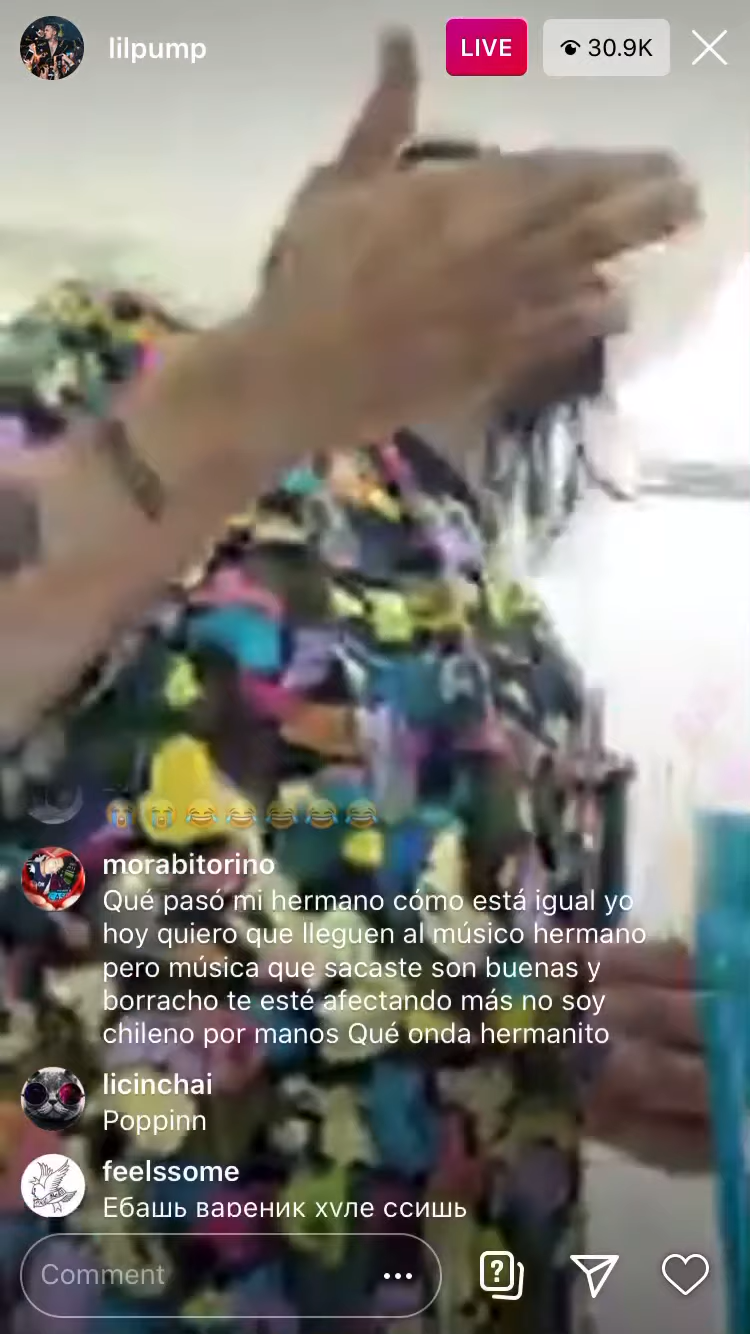 lilpump
LIVE
30.9K
😭😭😂😂😂😂😂
morabitorino
Qué pasó mi hermano cómo está igual yo
hoy quiero que lleguen al músico hermano
pero música que sacaste son buenas y
borracho te esté afectando más no soy
chileno por manos Qué onda hermanito
licinchai
Poppinn
feelssome
Ебашь вареник хуле ссишь
Comment